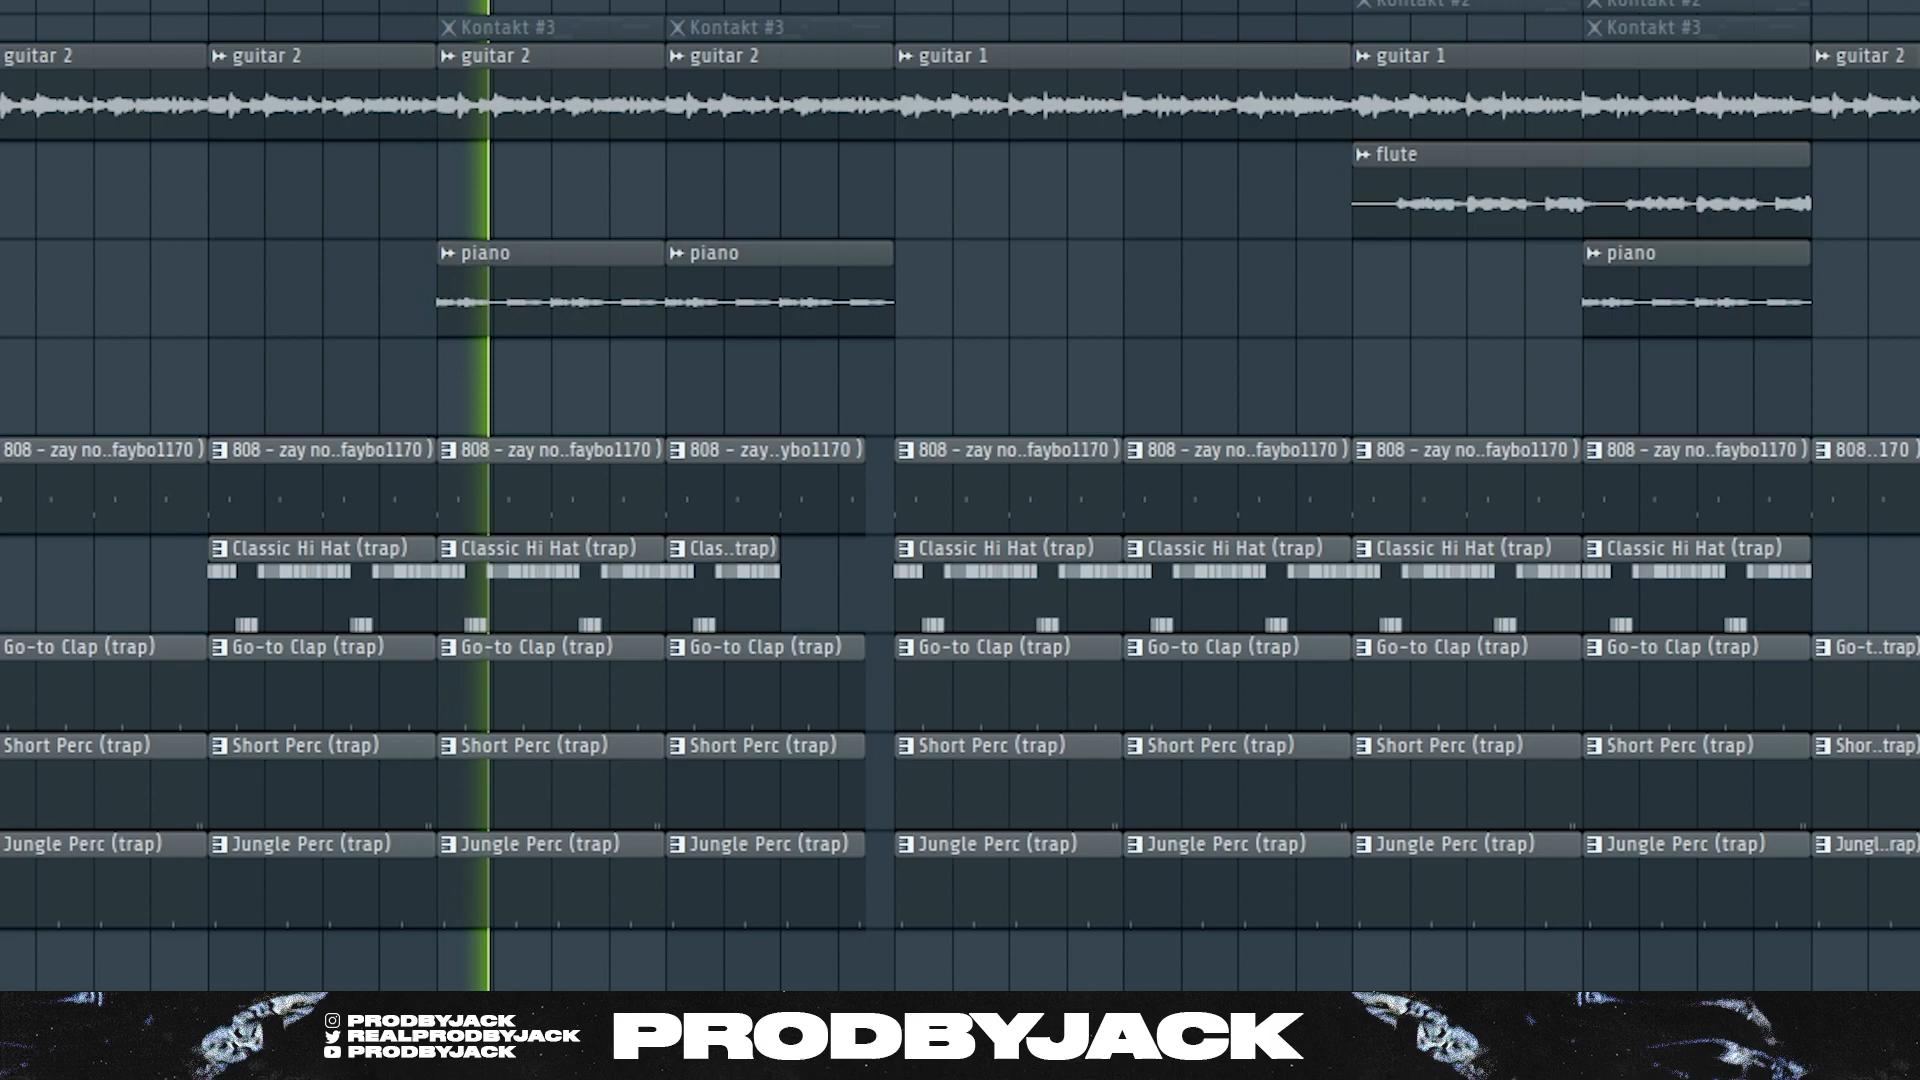 Kontakt #2 Kontakt #2
Kontakt #3 Kontakt #3 Kontakt #3
guitar 2 guitar 2 guitar 2 guitar 2 guitar 1 guitar 1 guitar 2
flute
piano piano piano
808 - zay no..faybo1170 ) 808 - zay no..faybo1170 ) 808 - zay no..faybo1170 ) 808 - zay..ybo1170 ) 808 - zay no..faybo1170 ) 808 - zay no..faybo1170 ) 808 - zay no..faybo1170 ) 808 - zay no..faybo1170 ) 808..170 )
Classic Hi Hat (trap) Classic Hi Hat (trap) Clas..trap) Classic Hi Hat (trap) Classic Hi Hat (trap) Classic Hi Hat (trap) Classic Hi Hat (trap)
Go-to Clap (trap) Go-to Clap (trap) Go-to Clap (trap) Go-to Clap (trap) Go-to Clap (trap) Go-to Clap (trap) Go-to Clap (trap) Go-to Clap (trap) Go-t..trap)
Short Perc (trap) Short Perc (trap) Short Perc (trap) Short Perc (trap) Short Perc (trap) Short Perc (trap) Short Perc (trap) Short Perc (trap) Shor..trap)
Jungle Perc (trap) Jungle Perc (trap) Jungle Perc (trap) Jungle Perc (trap) Jungle Perc (trap) Jungle Perc (trap) Jungle Perc (trap) Jungle Perc (trap) Jungl..rap)
PRODBYJACK
REALPRODBYJACK
PRODBYJACK
PRODBYJACK